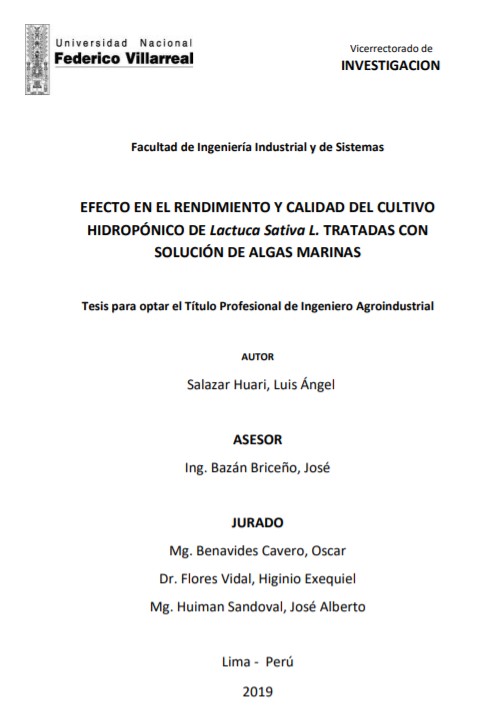 Universidad Nacional
Federico Villarreal
Vicerrectorado de
INVESTIGACION
Facultad de Ingeniería Industrial y de Sistemas
EFECTO EN EL RENDIMIENTO Y CALIDAD DEL CULTIVO
HIDROPÓNICO DE Lactuca Sativa L. TRATADAS CON
SOLUCIÓN DE ALGAS MARINAS
Tesis para optar el Título Profesional de Ingeniero Agroindustrial
AUTOR
Salazar Huari, Luis Ángel
ASESOR
Ing. Bazán Briceño, José
JURADO
Mg. Benavides Cavero, Oscar
Dr. Flores Vidal, Higinio Exequiel
Mg. Huiman Sandoval, José Alberto
Lima - Perú
2019